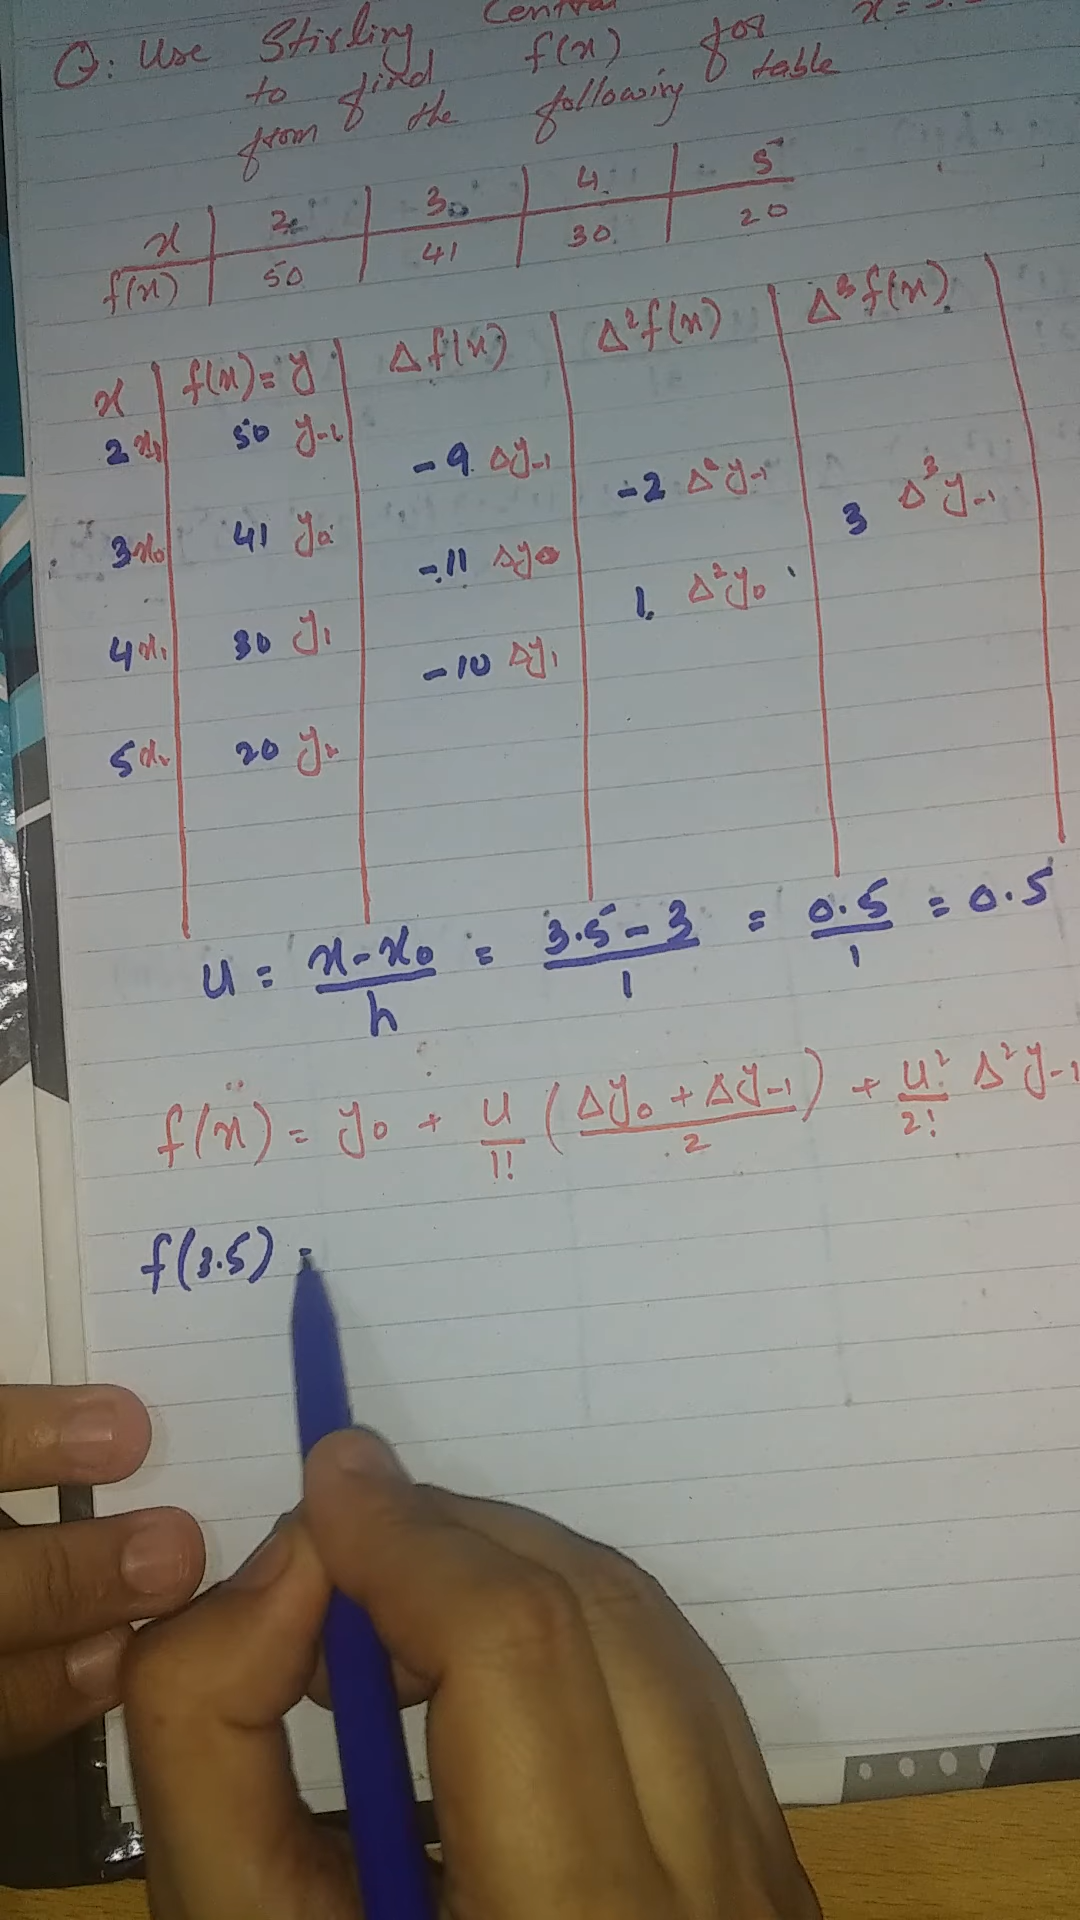 Q: Use Stirling Central
to find f(x) for x =
from the following table
x | 2 | 3 | 4 | 5
f(x) | 50 | 41 | 30 | 20
x | f(x)=y | Δf(x) | Δ²f(x) | Δ³f(x)
2 50 y₋₁
-9 Δy₋₁
-2 Δ²y₋₁
3 Δ³y₋₁
3 x₀ 41 y₀
-11 Δy₀
1 Δ²y₀
4 x₁ 30 y₁
-10 Δy₁
5 x₂ 20 y₂
u = x-x₀/h = 3.5-3/1 = 0.5/1 = 0.5
f(x) = y₀ + u/1! (Δy₀ + Δy₋₁/2) + u²/2! Δ²y₋₁
f(3.5) =